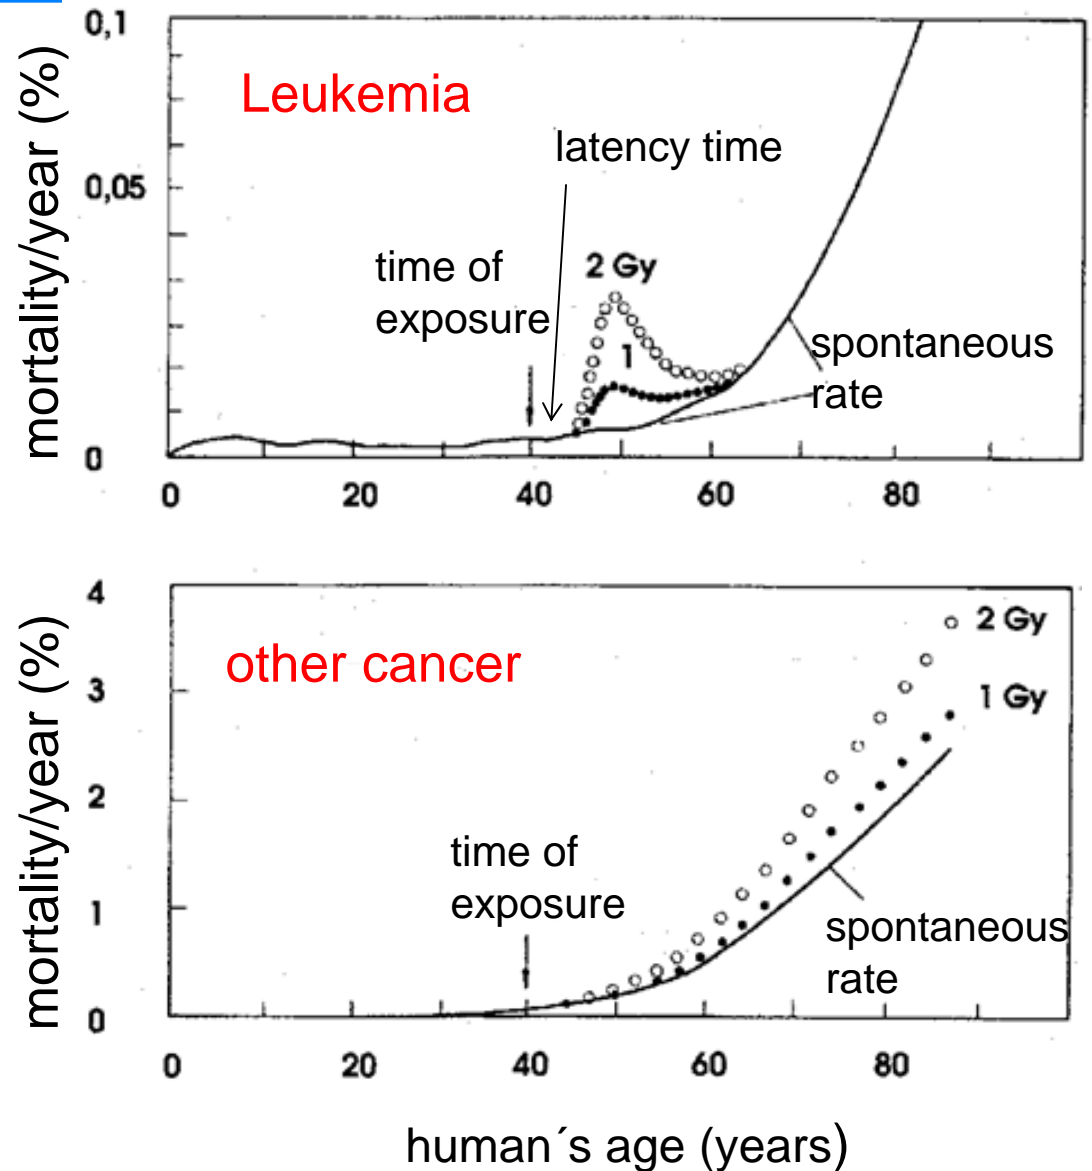 0,1
mortality/year (%)
Leukemia
latency time
0,05
time of
exposure
2 Gy
1
spontaneous
rate
0
0 20 40 60 80
4
mortality/year (%)
other cancer
2 Gy
3
1 Gy
2
time of
exposure
1
spontaneous
rate
0
0 20 40 60 80
human´s age (years)